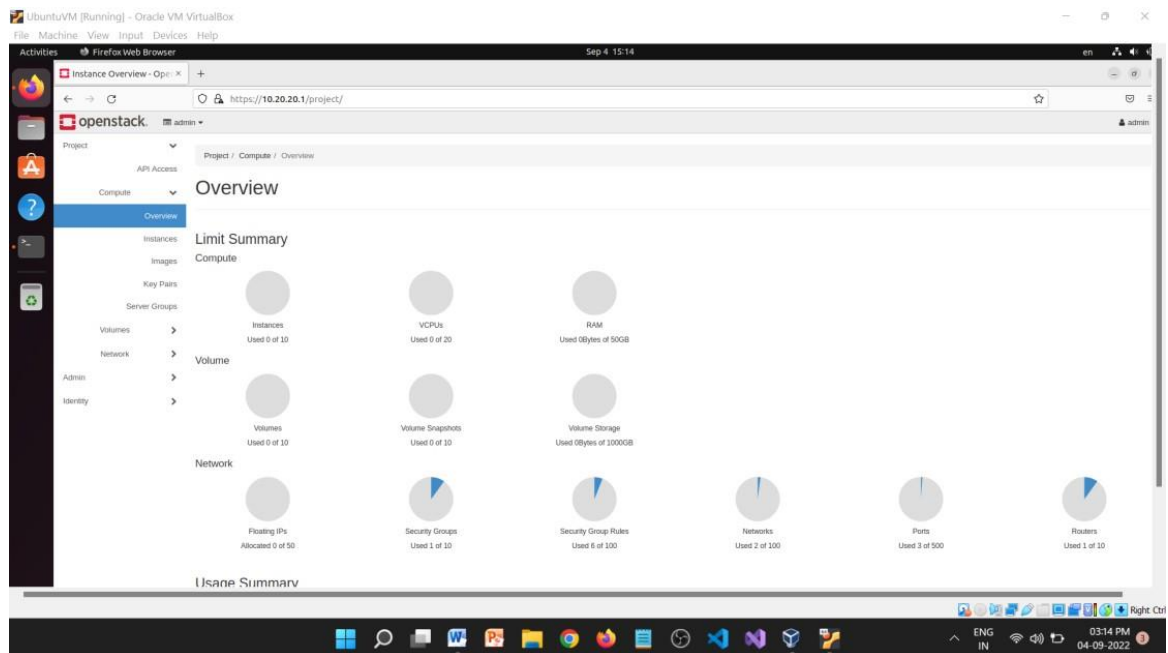 UbuntuVM [Running] - Oracle VM VirtualBox
File Machine View Input Devices Help
Activities Firefox Web Browser Sep 4 15:14 en
Instance Overview - Ope
https://10.20.20.1/project/
openstack. admin admin
Project
API Access
Compute
Overview
Instances
Images
Key Pairs
Server Groups
Volumes
Network
Admin
Identity
Project / Compute / Overview
Overview
Limit Summary
Compute
Instances VCPUs RAM
Used 0 of 10 Used 0 of 20 Used 0Bytes of 50GB
Volume
Volumes Volume Snapshots Volume Storage
Used 0 of 10 Used 0 of 10 Used 0Bytes of 1000GB
Network
Floating IPs Security Groups Security Group Rules Networks Ports Routers
Allocated 0 of 50 Used 1 of 10 Used 6 of 100 Used 2 of 100 Used 3 of 500 Used 1 of 10
Usage Summary
Right Ctrl
ENG 03:14 PM
IN 04-09-2022 3